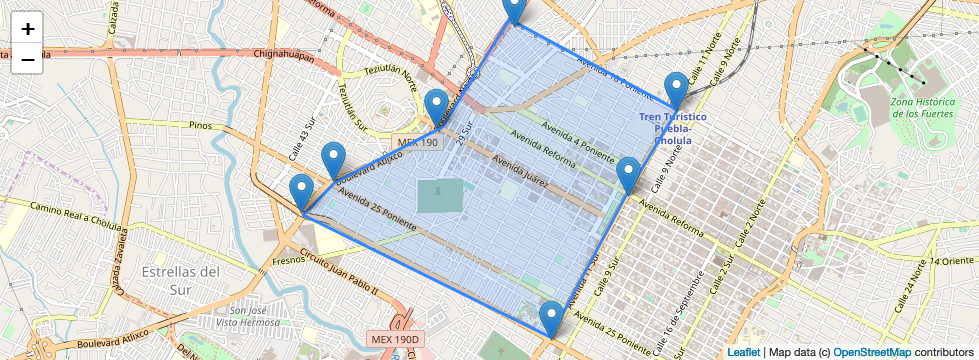 +
−
Calzada
Reforma
Calle 11 Norte
Calle 9 Norte
Chignahuapan
Teziutlán Norte
Teziutlán Sur
Avenida 18 Poniente
Zona Histórica
de los Fuertes
Tren Turístico
Puebla-
Cholula
Pinos
Calle 43 Sur
MEX 190
29 Sur
Avenida 4 Poniente
Avenida Reforma
Boulevard Atlixco
Avenida Juárez
Calle 9 Norte
Avenida 25 Poniente
Camino Real a Cholula
Calzada Zavaleta
Avenida Reforma
Calle 2 Norte
Fresnos
Circuito Juan Pablo II
Estrellas del
Sur
Avenida 11 Sur
Calle 9 Sur
Calle 2 Sur
14 Oriente
Calle 24 Norte
San José
Vista Hermosa
Calle 16 de Septiembre
Avenida 25 Poniente
MEX 190D
Boulevard Atlixco
Leaflet | Map data (c) OpenStreetMap contributors